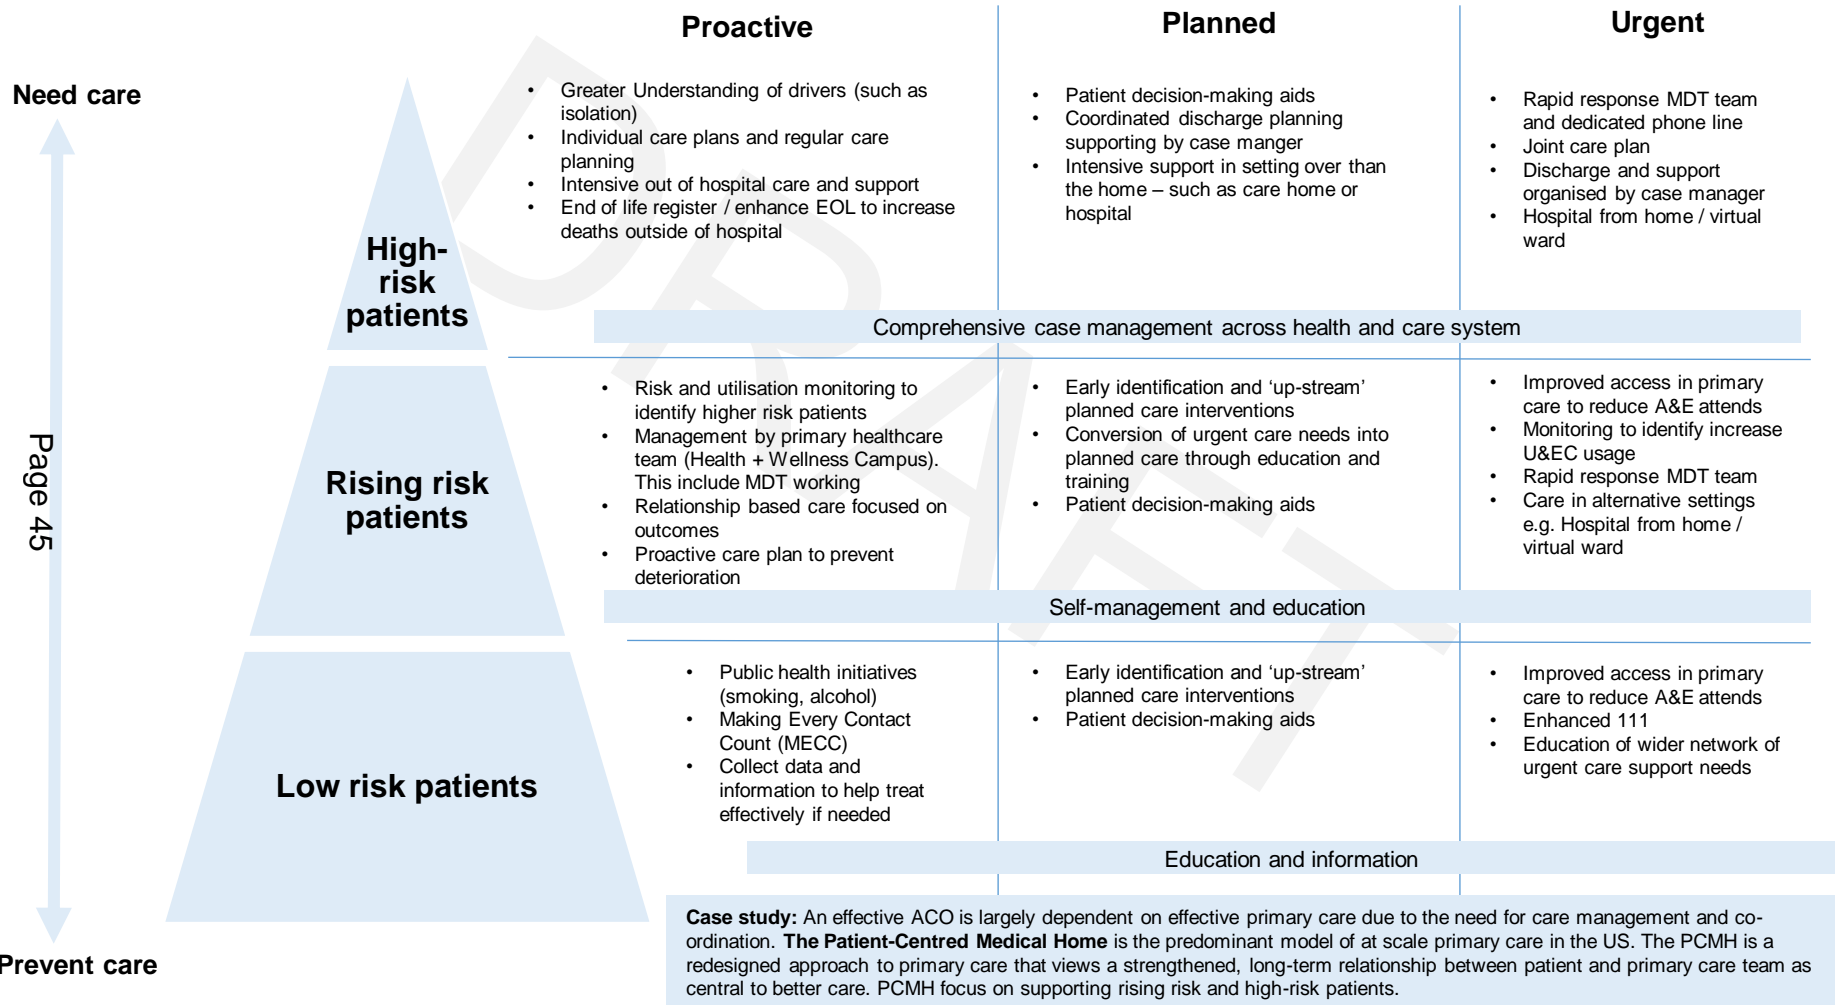 Proactive
Planned
Urgent
Need care
Prevent care
Page 45
DRAFT
High-
risk
patients
• Greater Understanding of drivers (such as
isolation)
• Individual care plans and regular care
planning
• Intensive out of hospital care and support
• End of life register / enhance EOL to increase
deaths outside of hospital
• Patient decision-making aids
• Coordinated discharge planning
supporting by case manger
• Intensive support in setting over than
the home – such as care home or
hospital
• Rapid response MDT team
and dedicated phone line
• Joint care plan
• Discharge and support
organised by case manager
• Hospital from home / virtual
ward
Comprehensive case management across health and care system
Rising risk
patients
• Risk and utilisation monitoring to
identify higher risk patients
• Management by primary healthcare
team (Health + Wellness Campus).
This include MDT working
• Relationship based care focused on
outcomes
• Proactive care plan to prevent
deterioration
• Early identification and ‘up-stream’
planned care interventions
• Conversion of urgent care needs into
planned care through education and
training
• Patient decision-making aids
• Improved access in primary
care to reduce A&E attends
• Monitoring to identify increase
U&EC usage
• Rapid response MDT team
• Care in alternative settings
e.g. Hospital from home /
virtual ward
Self-management and education
Low risk patients
• Public health initiatives
(smoking, alcohol)
• Making Every Contact
Count (MECC)
• Collect data and
information to help treat
effectively if needed
• Early identification and ‘up-stream’
planned care interventions
• Patient decision-making aids
• Improved access in primary
care to reduce A&E attends
• Enhanced 111
• Education of wider network of
urgent care support needs
Education and information
Case study: An effective ACO is largely dependent on effective primary care due to the need for care management and co-
ordination. The Patient-Centred Medical Home is the predominant model of at scale primary care in the US. The PCMH is a
redesigned approach to primary care that views a strengthened, long-term relationship between patient and primary care team as
central to better care. PCMH focus on supporting rising risk and high-risk patients.